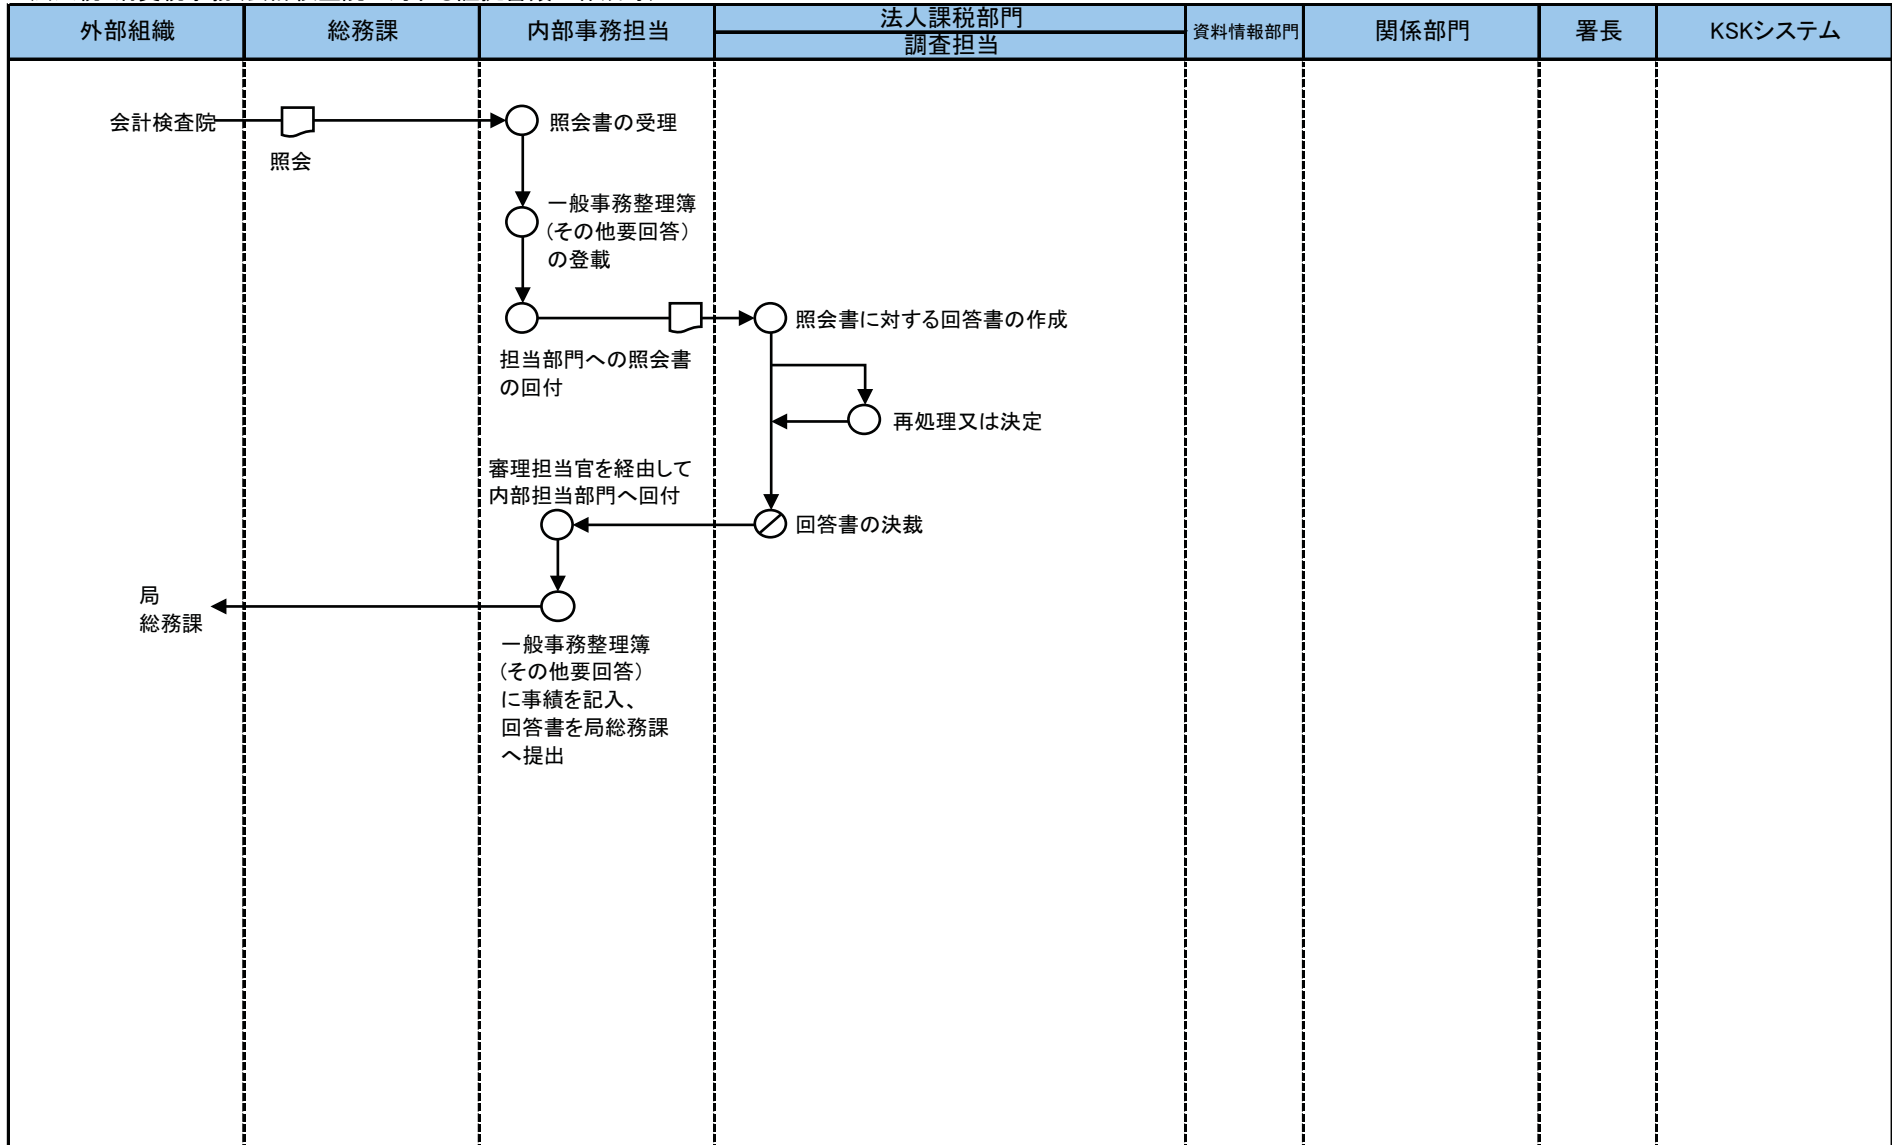 外部組織
総務課
内部事務担当
法人課税部門
調査担当
資料情報部門
関係部門
署長
KSKシステム
会計検査院
照会
照会書の受理
一般事務整理簿
(その他要回答)
の登載
担当部門への照会書
の回付
照会書に対する回答書の作成
再処理又は決定
審理担当官を経由して
内部担当部門へ回付
回答書の決裁
局
総務課
一般事務整理簿
(その他要回答)
に事績を記入、
回答書を局総務課
へ提出